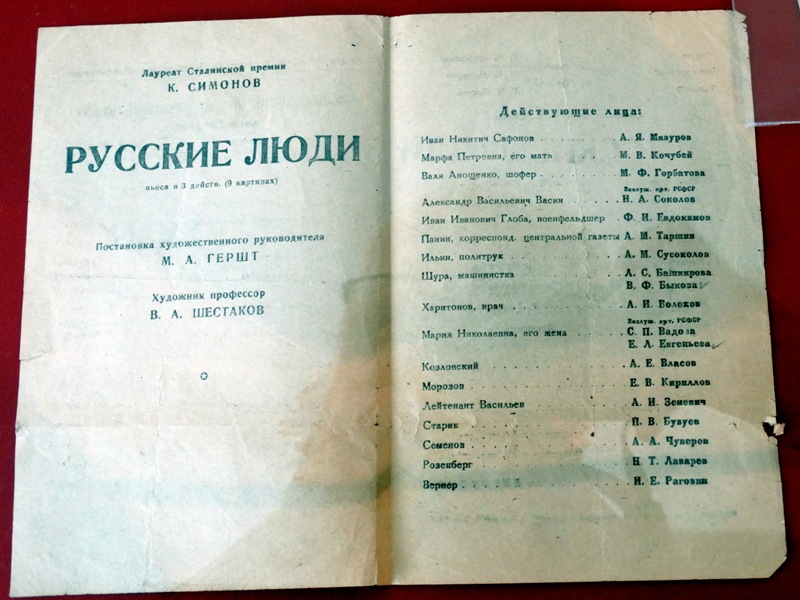 Лауреат Сталинской премии
К. СИМОНОВ
РУССКИЕ ЛЮДИ
пьеса в 3 действ. (9 картинах)
Постановка художественного руководителя
М. А. ГЕРШТ
Художник профессор
В. А. ШЕСТАКОВ
Действующие лица:
Иван Никитич Сафонов . . . . . . . . А. Я. Мазуров
Марфа Петровна, его мать . . . . М. В. Кочубей
Валя Анощенко, шофер . . . . . . . М. Ф. Горбатова
Заслуж. арт. РСФСР
Александр Васильевич Васин . . . . Н. А. Соколов
Иван Иванович Глоба, военфельдшер . Ф. И. Евдокимов
Панин, корреспонд. центральной газеты А. М. Таршин
Ильин, политрук . . . . . . . . . А. М. Сусоколов
Шура, машинистка . . . . . . . . . Л. С. Башкирова
В. Ф. Быкова
Харитонов, врач . . . . . . . . . А. И. Волохов
Заслуж. арт. РСФСР
Мария Николаевна, его жена . . . . . С. П. Вадова
Е. Л. Евгеньева
Козловский . . . . . . . . . . . А. Е. Власов
Морозов . . . . . . . . . . . . Е. В. Кириллов
Лейтенант Васильев . . . . . . . . А. И. Зенович
Старик . . . . . . . . . . . . П. В. Бузуев
Семенов . . . . . . . . . . . . А. А. Чуверов
Розенберг . . . . . . . . . . . Н. Т. Лазарев
Вернер . . . . . . . . . . . . И. Е. Рагозин